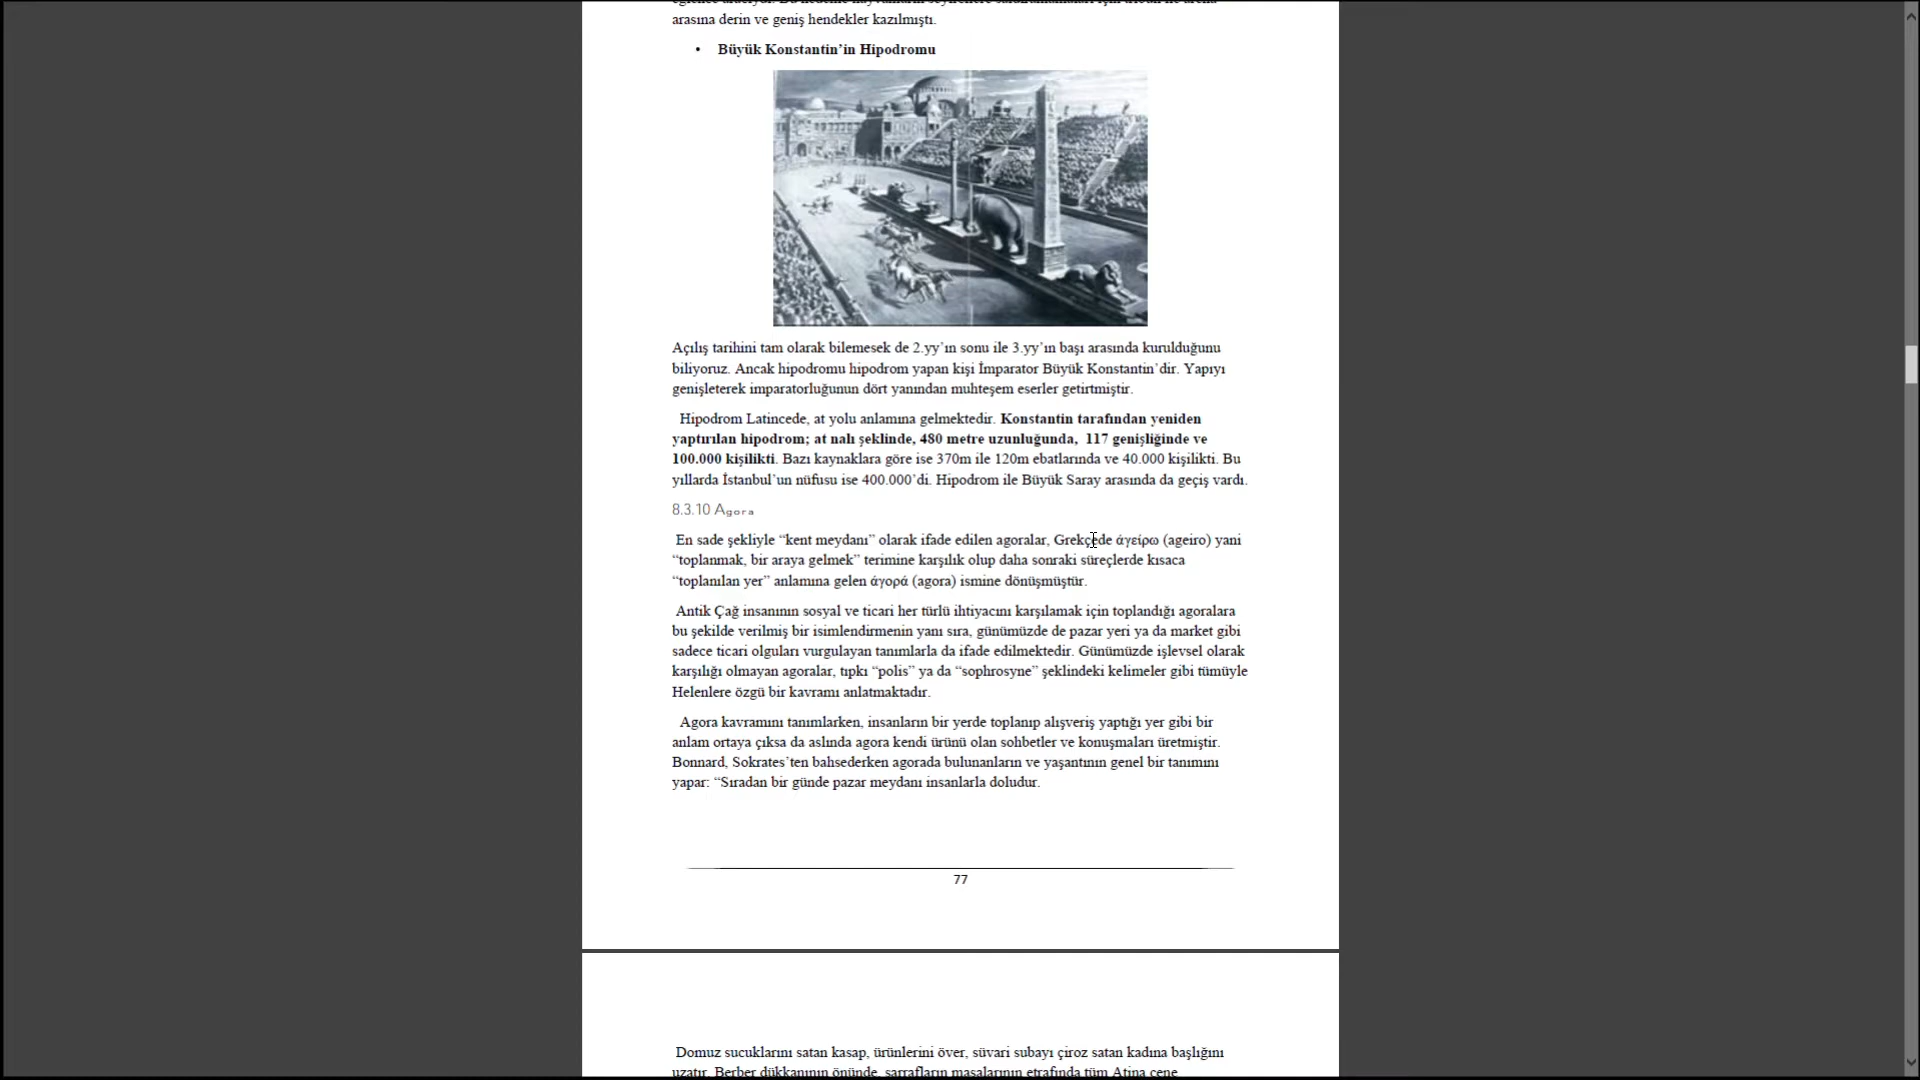 arasına derin ve geniş hendekler kazılmıştı.
• Büyük Konstantin’in Hipodromu
Açılış tarihini tam olarak bilemesek de 2.yy’ın sonu ile 3.yy’ın başı arasında kurulduğunu
biliyoruz. Ancak hipodromu hipodrom yapan kişi İmparator Büyük Konstantin’dir. Yapıyı
genişleterek imparatorluğunun dört yanından muhteşem eserler getirtmiştir.
Hipodrom Latincede, at yolu anlamına gelmektedir. Konstantin tarafından yeniden
yaptırılan hipodrom; at nalı şeklinde, 480 metre uzunluğunda, 117 genişliğinde ve
100.000 kişilikti. Bazı kaynaklara göre ise 370m ile 120m ebatlarında ve 40.000 kişilikti. Bu
yıllarda İstanbul’un nüfusu ise 400.000’di. Hipodrom ile Büyük Saray arasında da geçiş vardı.
8.3.10 Agora
En sade şekliyle “kent meydanı” olarak ifade edilen agoralar, Grekçede άγείρω (ageiro) yani
“toplanmak, bir araya gelmek” terimine karşılık olup daha sonraki süreçlerde kısaca
“toplanılan yer” anlamına gelen άγορά (agora) ismine dönüşmüştür.
Antik Çağ insanının sosyal ve ticari her türlü ihtiyacını karşılamak için toplandığı agoralara
bu şekilde verilmiş bir isimlendirmenin yanı sıra, günümüzde de pazar yeri ya da market gibi
sadece ticari olguları vurgulayan tanımlarla da ifade edilmektedir. Günümüzde işlevsel olarak
karşılığı olmayan agoralar, tıpkı “polis” ya da “sophrosyne” şeklindeki kelimeler gibi tümüyle
Helenlere özgü bir kavramı anlatmaktadır.
Agora kavramını tanımlarken, insanların bir yerde toplanıp alışveriş yaptığı yer gibi bir
anlam ortaya çıksa da aslında agora kendi ürünü olan sohbetler ve konuşmaları üretmiştir.
Bonnard, Sokrates’ten bahsederken agorada bulunanların ve yaşantının genel bir tanımını
yapar: “Sıradan bir günde pazar meydanı insanlarla doludur.
77
Domuz sucuklarını satan kasap, ürünlerini över, süvari subayı çiroz satan kadına başlığını
uzatır. Berber dükkanının önünde, sarrafların masalarının etrafında tüm Atina çene